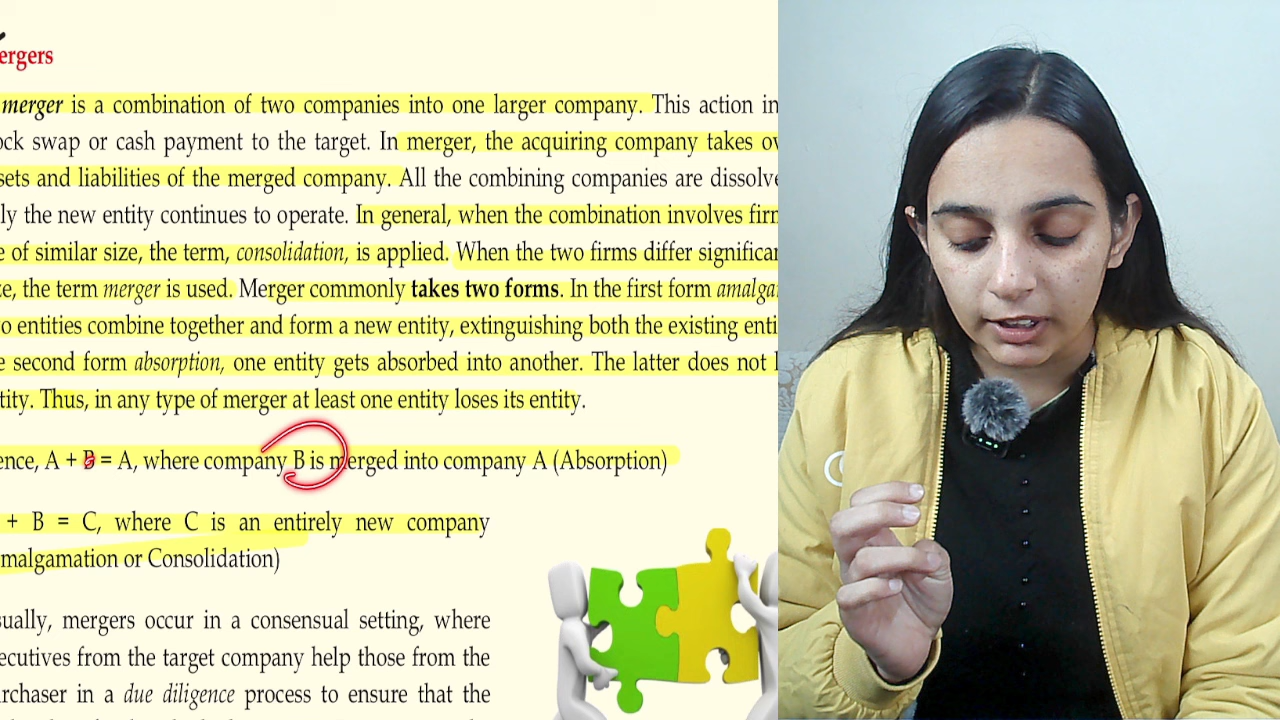 ergers
merger is a combination of two companies into one larger company. This action in
ock swap or cash payment to the target. In merger, the acquiring company takes ov
sets and liabilities of the merged company. All the combining companies are dissolve
ly the new entity continues to operate. In general, when the combination involves firm
e of similar size, the term, consolidation, is applied. When the two firms differ significan
ze, the term merger is used. Merger commonly takes two forms. In the first form amalga
o entities combine together and form a new entity, extinguishing both the existing enti
e second form absorption, one entity gets absorbed into another. The latter does not l
tity. Thus, in any type of merger at least one entity loses its entity.
ence, A + B = A, where company B is merged into company A (Absorption)
+ B = C, where C is an entirely new company
malgamation or Consolidation)
sually, mergers occur in a consensual setting, where
ecutives from the target company help those from the
rchaser in a due diligence process to ensure that the